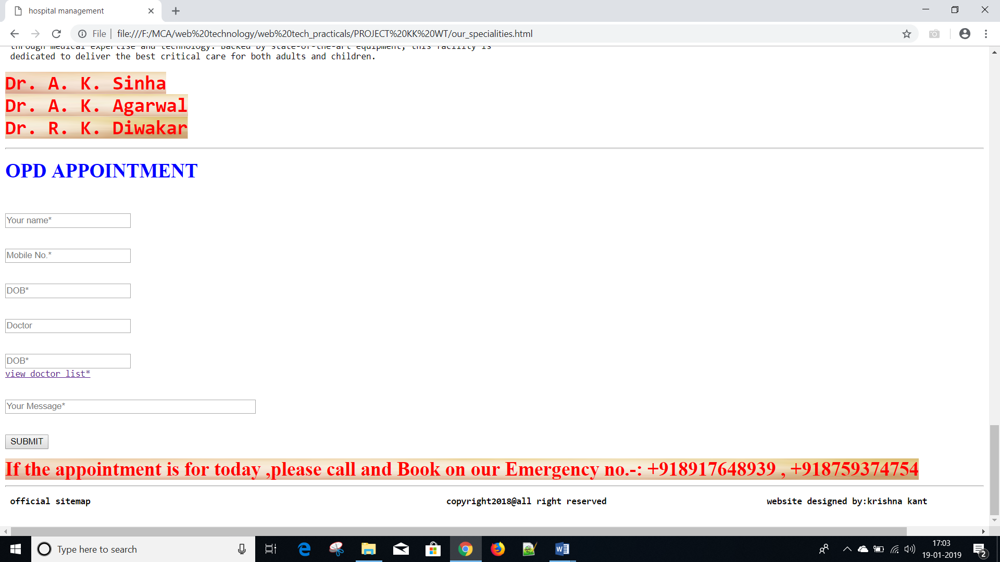 hospital management
File
file:///F:/MCA/web%20technology/web%20tech_practicals/PROJECT%20KK%20WT/our_specialities.html
through medical expertise and technology. Backed by state-of-the-art equipment, this facility is
dedicated to deliver the best critical care for both adults and children.
Dr. A. K. Sinha
Dr. A. K. Agarwal
Dr. R. K. Diwakar
OPD APPOINTMENT
Your name*
Mobile No.*
DOB*
Doctor
DOB*
view doctor list*
Your Message*
SUBMIT
If the appointment is for today ,please call and Book on our Emergency no.-: +918917648939 , +918759374754
official sitemap copyright2018@all right reserved website designed by:krishna kant
Type here to search
17:03
19-01-2019
2